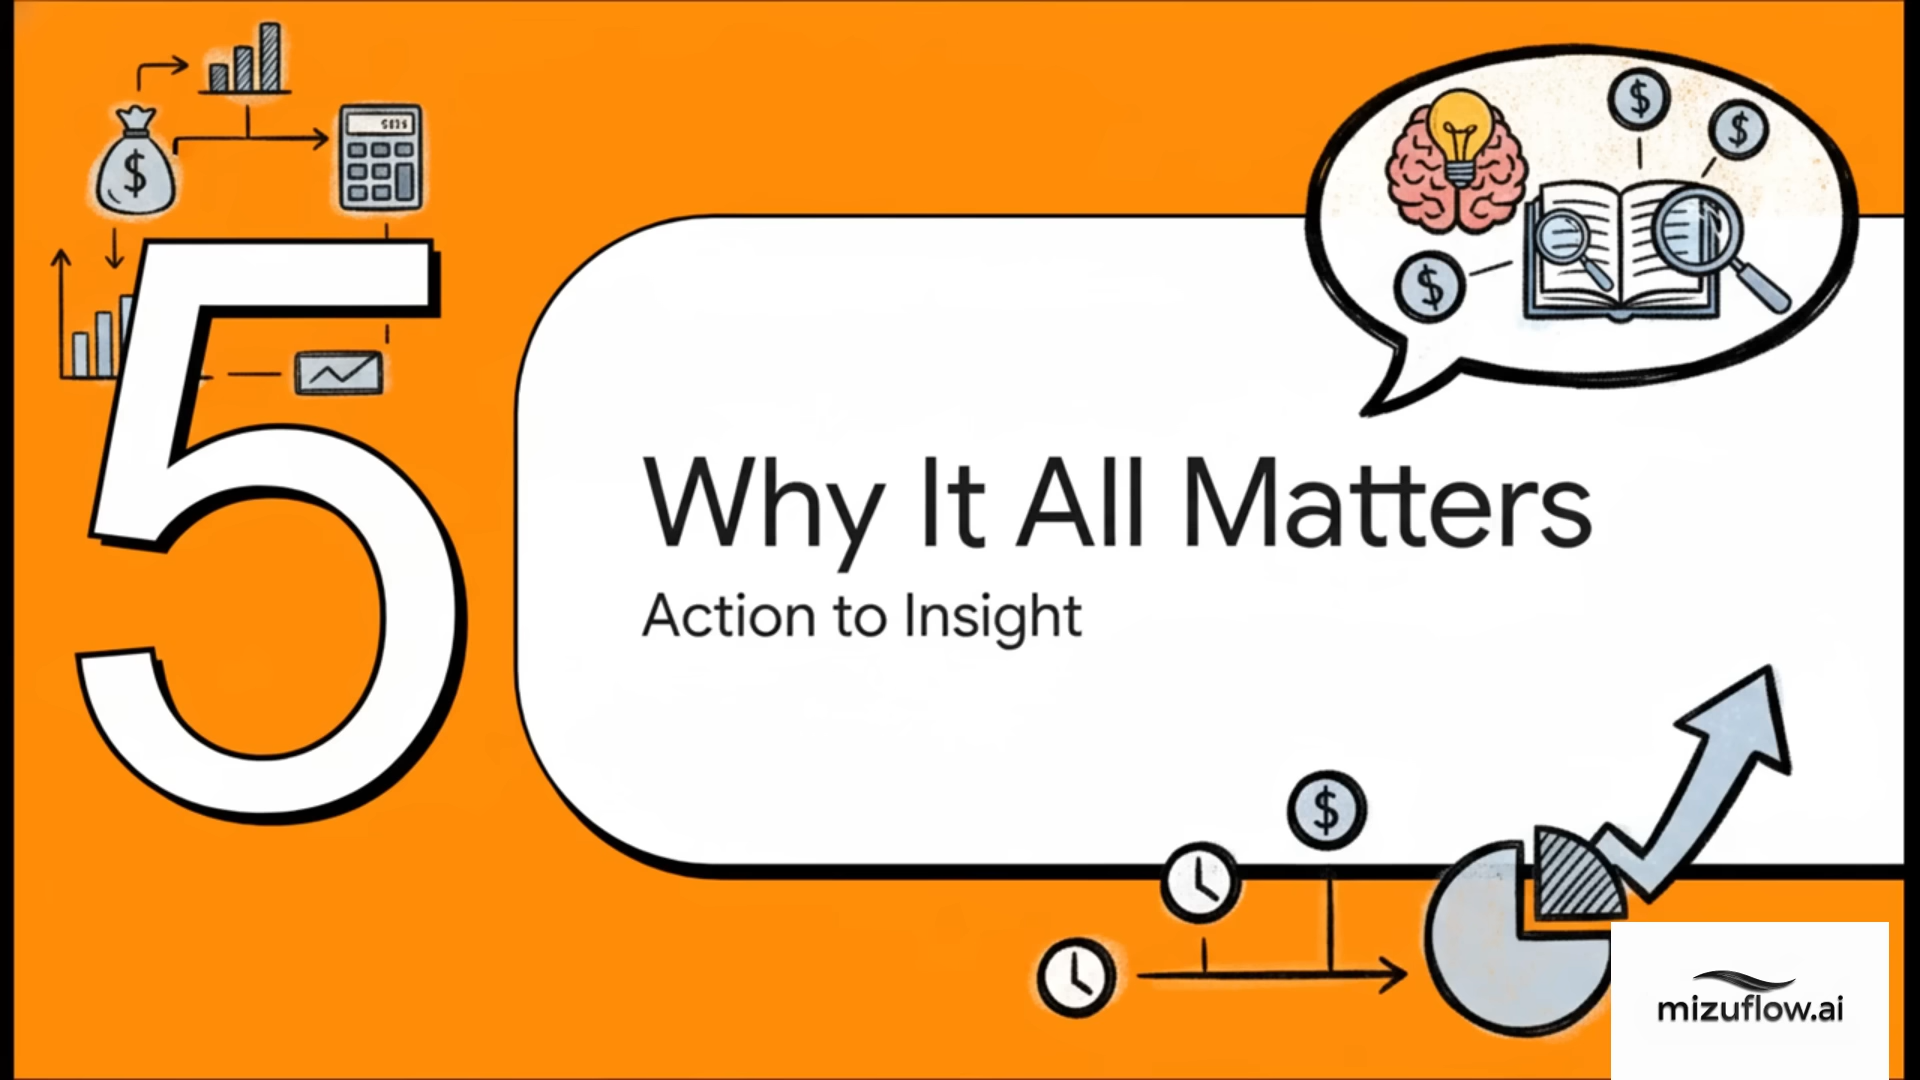 5
Why It All Matters
Action to Insight
$
$
$
$
$
mizuflow.ai